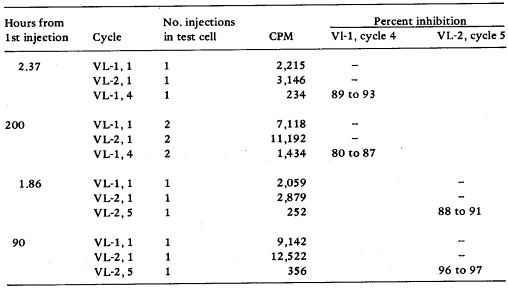 Hours from No. injections Percent inhibition
1st injection Cycle in test cell CPM Vl-1, cycle 4 VL-2, cycle 5
2.37 VL-1, 1 1 2,215 –
VL-2, 1 1 3,146 –
VL-1, 4 1 234 89 to 93
200 VL-1, 1 2 7,118 –
VL-2, 1 2 11,192 –
VL-1, 4 2 1,434 80 to 87
1.86 VL-1, 1 1 2,059 –
VL-2, 1 1 2,879 –
VL-2, 5 1 252 88 to 91
90 VL-1, 1 1 9,142 –
VL-2, 1 1 12,522 –
VL-2, 5 1 356 96 to 97